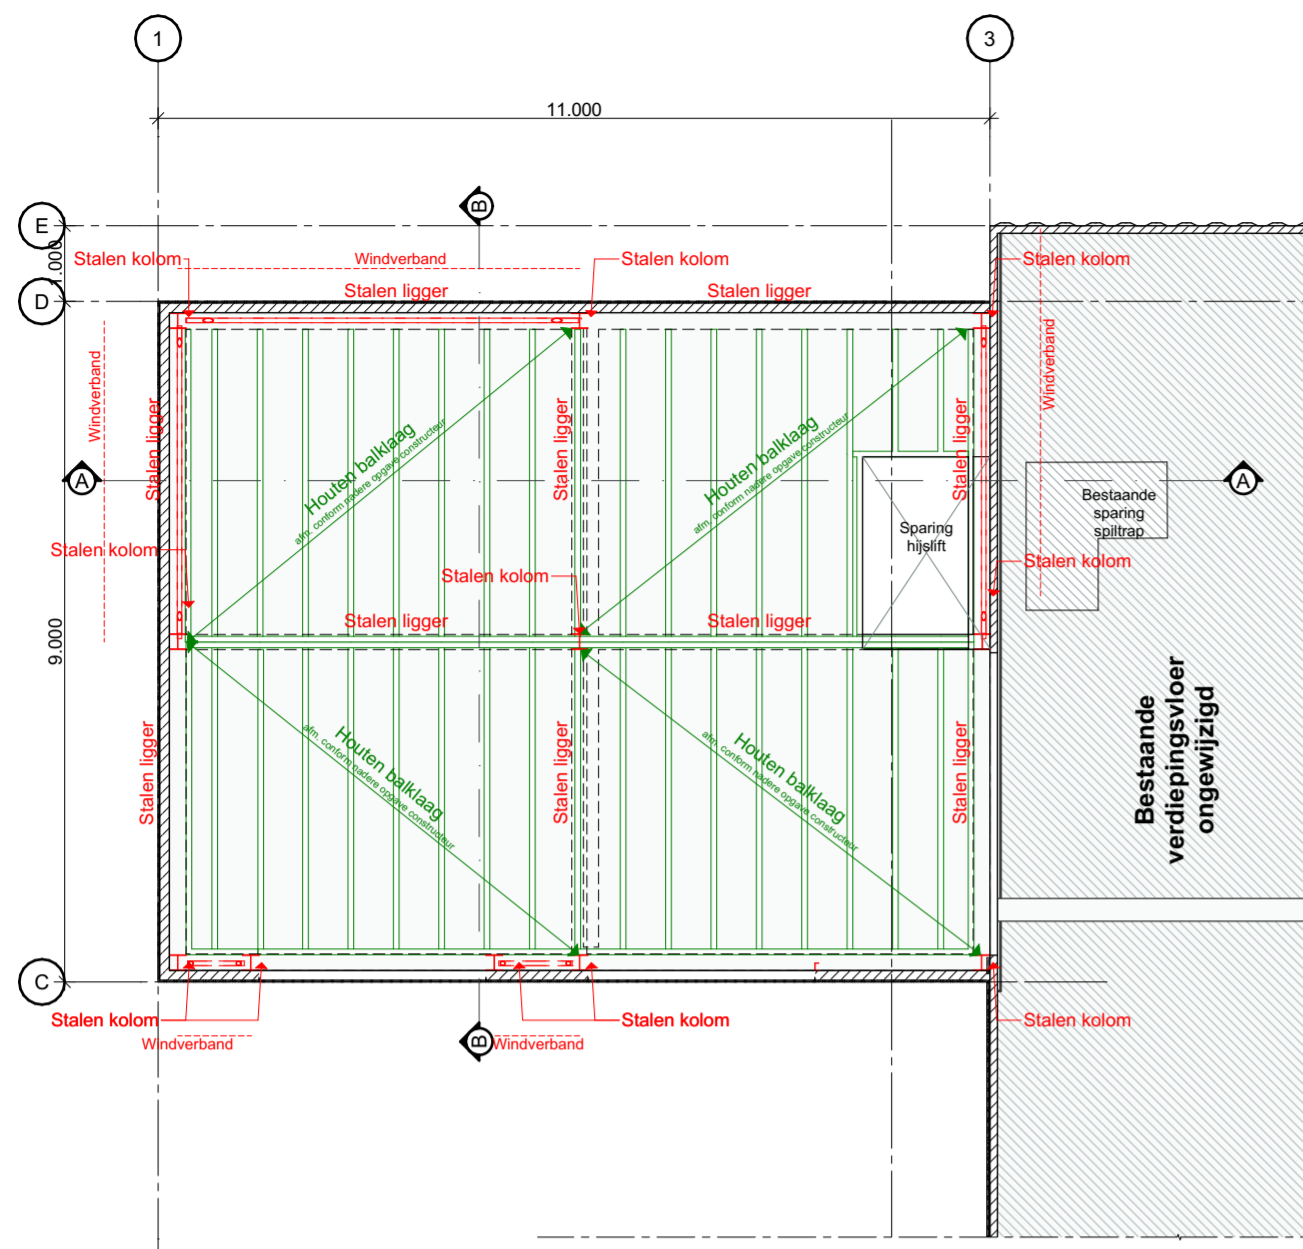 1
3
11.000
E
B
1.000
Stalen kolom
Windverband
Stalen kolom
Stalen kolom
D
Stalen ligger
Stalen ligger
Windverband
Windverband
Stalen ligger
Stalen ligger
Stalen ligger
Houten balklaag
afm. conform nadere opgave constructeur
Houten balklaag
afm. conform nadere opgave constructeur
A
A
Bestaande
sparing
spiltrap
Sparing
hijslift
Stalen kolom
Stalen kolom
Stalen kolom
9.000
Stalen ligger
Stalen ligger
Bestaande
verdiepingsvloer
ongewijzigd
Stalen ligger
Stalen ligger
Stalen ligger
Houten balklaag
afm. conform nadere opgave constructeur
Houten balklaag
afm. conform nadere opgave constructeur
C
Stalen kolom
Stalen kolom
Stalen kolom
Windverband
B
Windverband